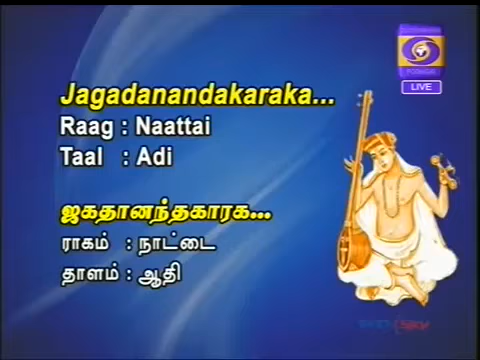 Jagadanandakaraka...
Raag : Naattai
Taal : Adi
ஜகதானந்தகாரக...
ராகம் : நாட்டை
தாளம் : ஆதி
LIVE